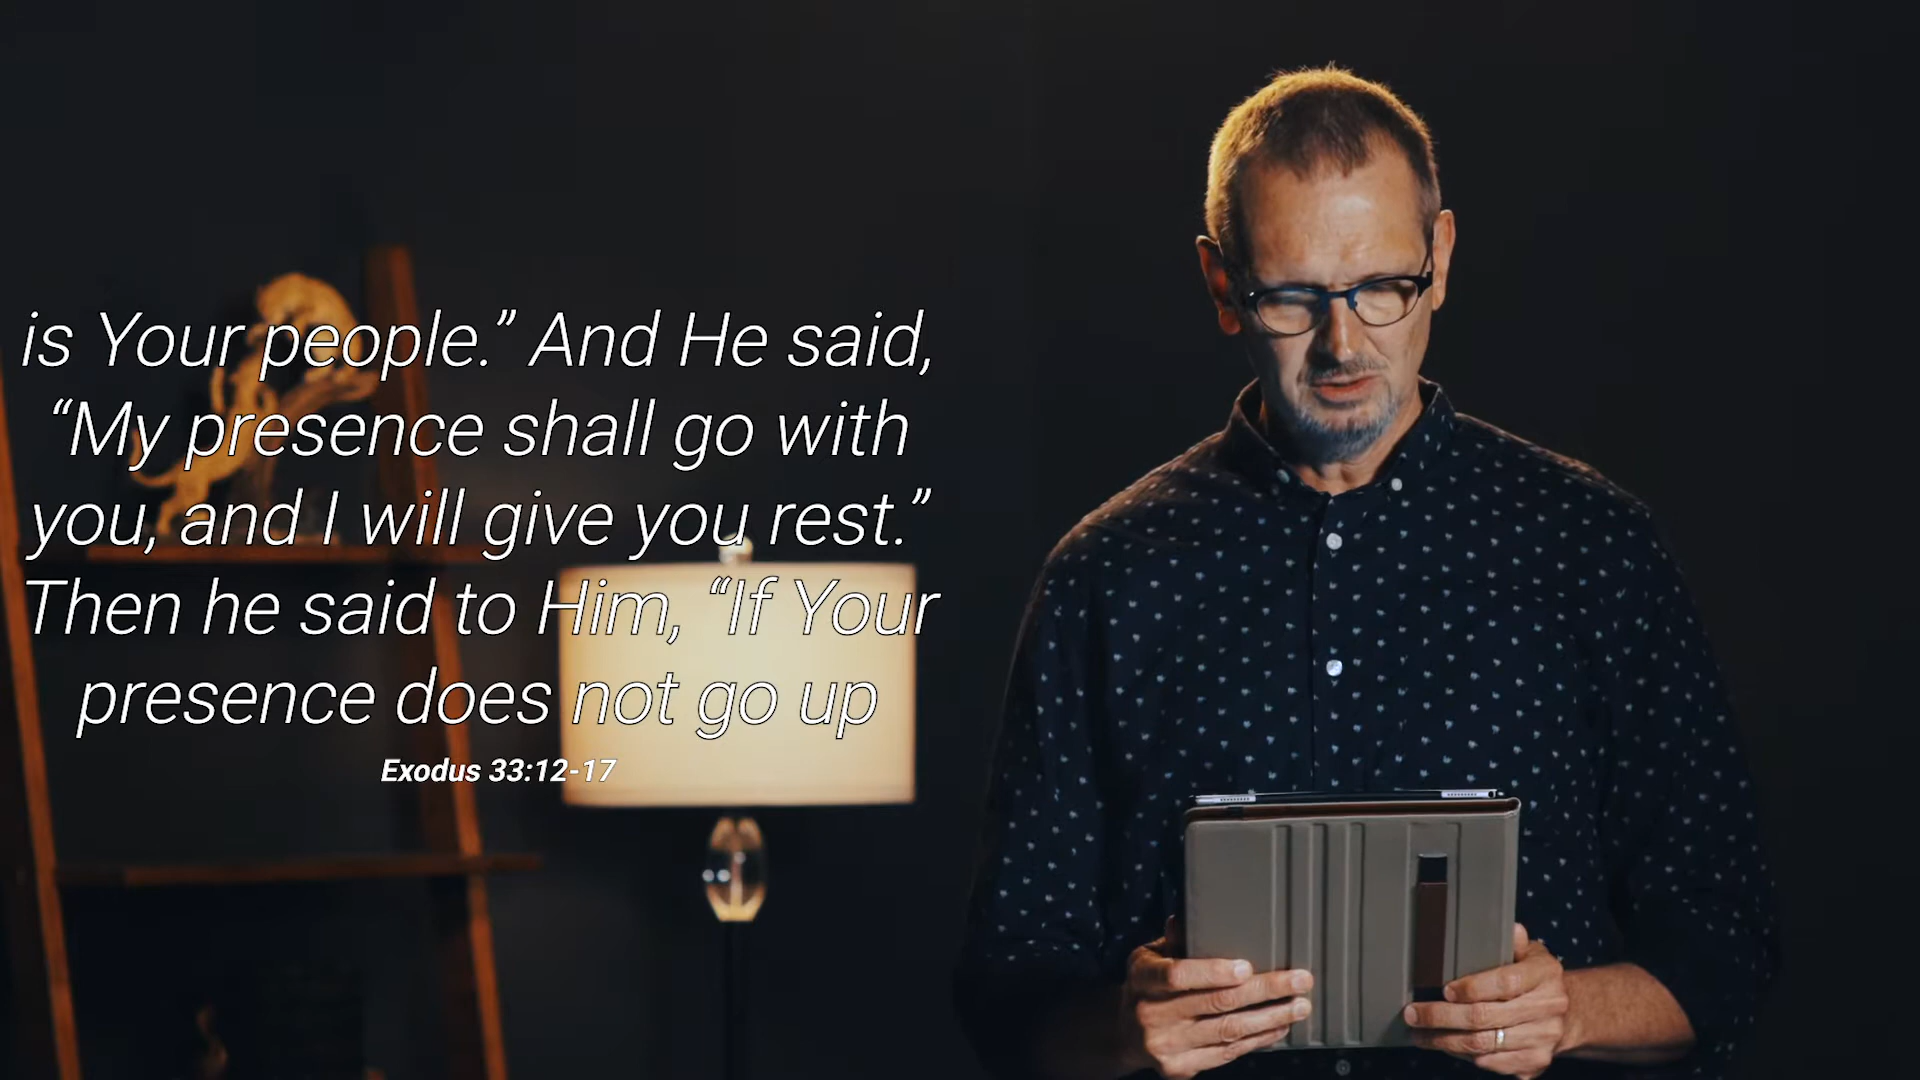 is Your people.” And He said,
“My presence shall go with
you, and I will give you rest.”
Then he said to Him, “If Your
presence does not go up
Exodus 33:12-17